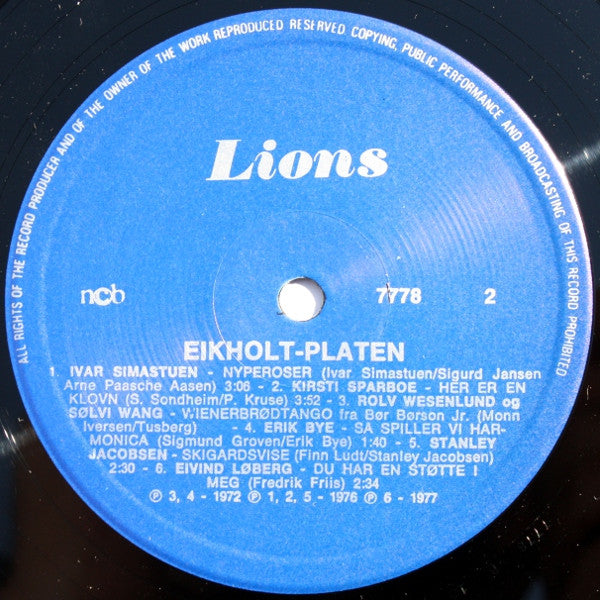 ALL RIGHTS OF THE RECORD PRODUCER AND OF THE OWNER OF THE WORK REPRODUCED RESERVED COPYING, PUBLIC PERFORMANCE AND BROADCASTING OF THIS RECORD PROHIBITED
Lions
ncb 7778 2
EIKHOLT-PLATEN
1. IVAR SIMASTUEN - NYPEROSER (Ivar Simastuen/Sigurd Jansen
Arne Paasche Aasen) 3:06 - 2. KIRSTI SPARBOE - HER ER EN
KLOVN (S. Sondheim/P. Kruse) 3:52 - 3. ROLV WESENLUND og
SØLVI WANG - WIENERBRØDTANGO fra Bør Børson Jr. (Monn
Iversen/Tusberg) - 4. ERIK BYE - SA SPILLER VI HAR-
MONICA (Sigmund Groven/Erik Bye) 1:40 - 5. STANLEY
JACOBSEN - SKIGARDSVISE (Finn Ludt/Stanley Jacobsen)
2:30 - 6. EIVIND LØBERG - DU HAR EN STØTTE I
MEG (Fredrik Friis) 2:34
Ⓟ 3, 4 - 1972 Ⓟ 1, 2, 5 - 1976 Ⓟ 6 - 1977